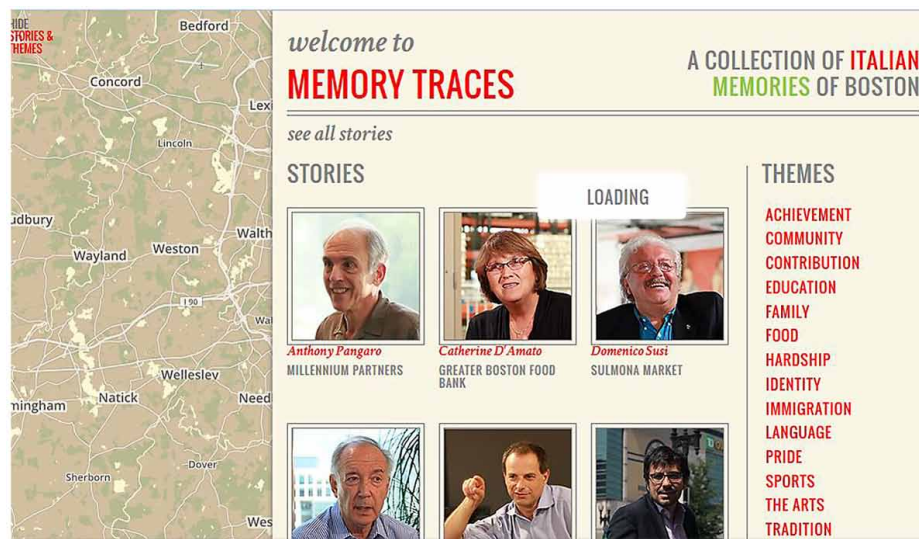 HIDE
STORIES &
THEMES
Bedford
Concord
Lexi
Lincoln
udbury
Wayland
Weston
Walth
I 90
Wal
Wellesley
Natick
mingham
Need
Sherborn
Dover
Wes
welcome to
MEMORY TRACES
A COLLECTION OF ITALIAN
MEMORIES OF BOSTON
see all stories
STORIES
LOADING
Anthony Pangaro
MILLENNIUM PARTNERS
Catherine D'Amato
GREATER BOSTON FOOD
BANK
Domenico Susi
SULMONA MARKET
THEMES
ACHIEVEMENT
COMMUNITY
CONTRIBUTION
EDUCATION
FAMILY
FOOD
HARDSHIP
IDENTITY
IMMIGRATION
LANGUAGE
PRIDE
SPORTS
THE ARTS
TRADITION